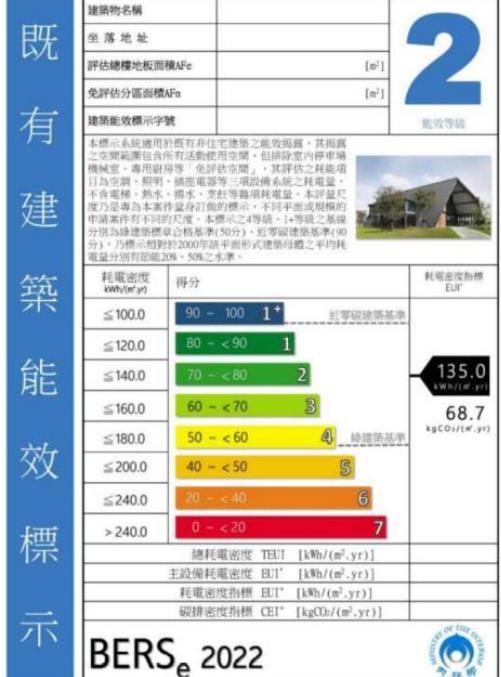 既有建築能效標示
建築物名稱
坐落地址
評估總樓地板面積AFe [m²]
免評估分區面積AFn [m²]
建築能效標示字號
2
能效等級
本標示系統適用於既有非住宅建築之能效揭露，其揭露
之空間範圍包含所有活動使用空間，但排除室內停車場
機械室、專用廚房等「免評估空間」，其評估之耗能項
目為空調、照明、插座電器等三項設備系統之耗電量，
不含電梯、熱水、揚水、烹飪等雜項耗電量。本評量尺
度乃是專為本案件量身訂做的標示，不同平面或規模的
申請案件有不同的尺度。本標示之4等級、1+等級之基線
分別為綠建築標章合格基準(50分)、近零碳建築基準(90
分)，乃標示相對於2000年該平面形式建築母體之平均耗
電量分別有節能20%、50%之水準。
耗電密度
kWh/(m².yr)
得分
耗電密度指標
EUI*
≦100.0 90 ~ 100 1+ 近零碳建築基準
≦120.0 80 ~ <90 1
≦140.0 70 ~ <80 2
135.0
kWh/(m².yr)
≦160.0 60 ~ <70 3
68.7
kgCO₂/(m².yr)
≦180.0 50 ~ <60 4 綠建築基準
≦200.0 40 ~ <50 5
≦240.0 20 ~ <40 6
>240.0 0 ~ <20 7
總耗電密度 TEUI [kWh/(m².yr)]
主設備耗電密度 EUI' [kWh/(m².yr)]
耗電密度指標 EUI* [kWh/(m².yr)]
碳排密度指標 CEI* [kgCO₂/(m².yr)]
BERSe 2022
MINISTRY OF THE INTERIOR
內政部